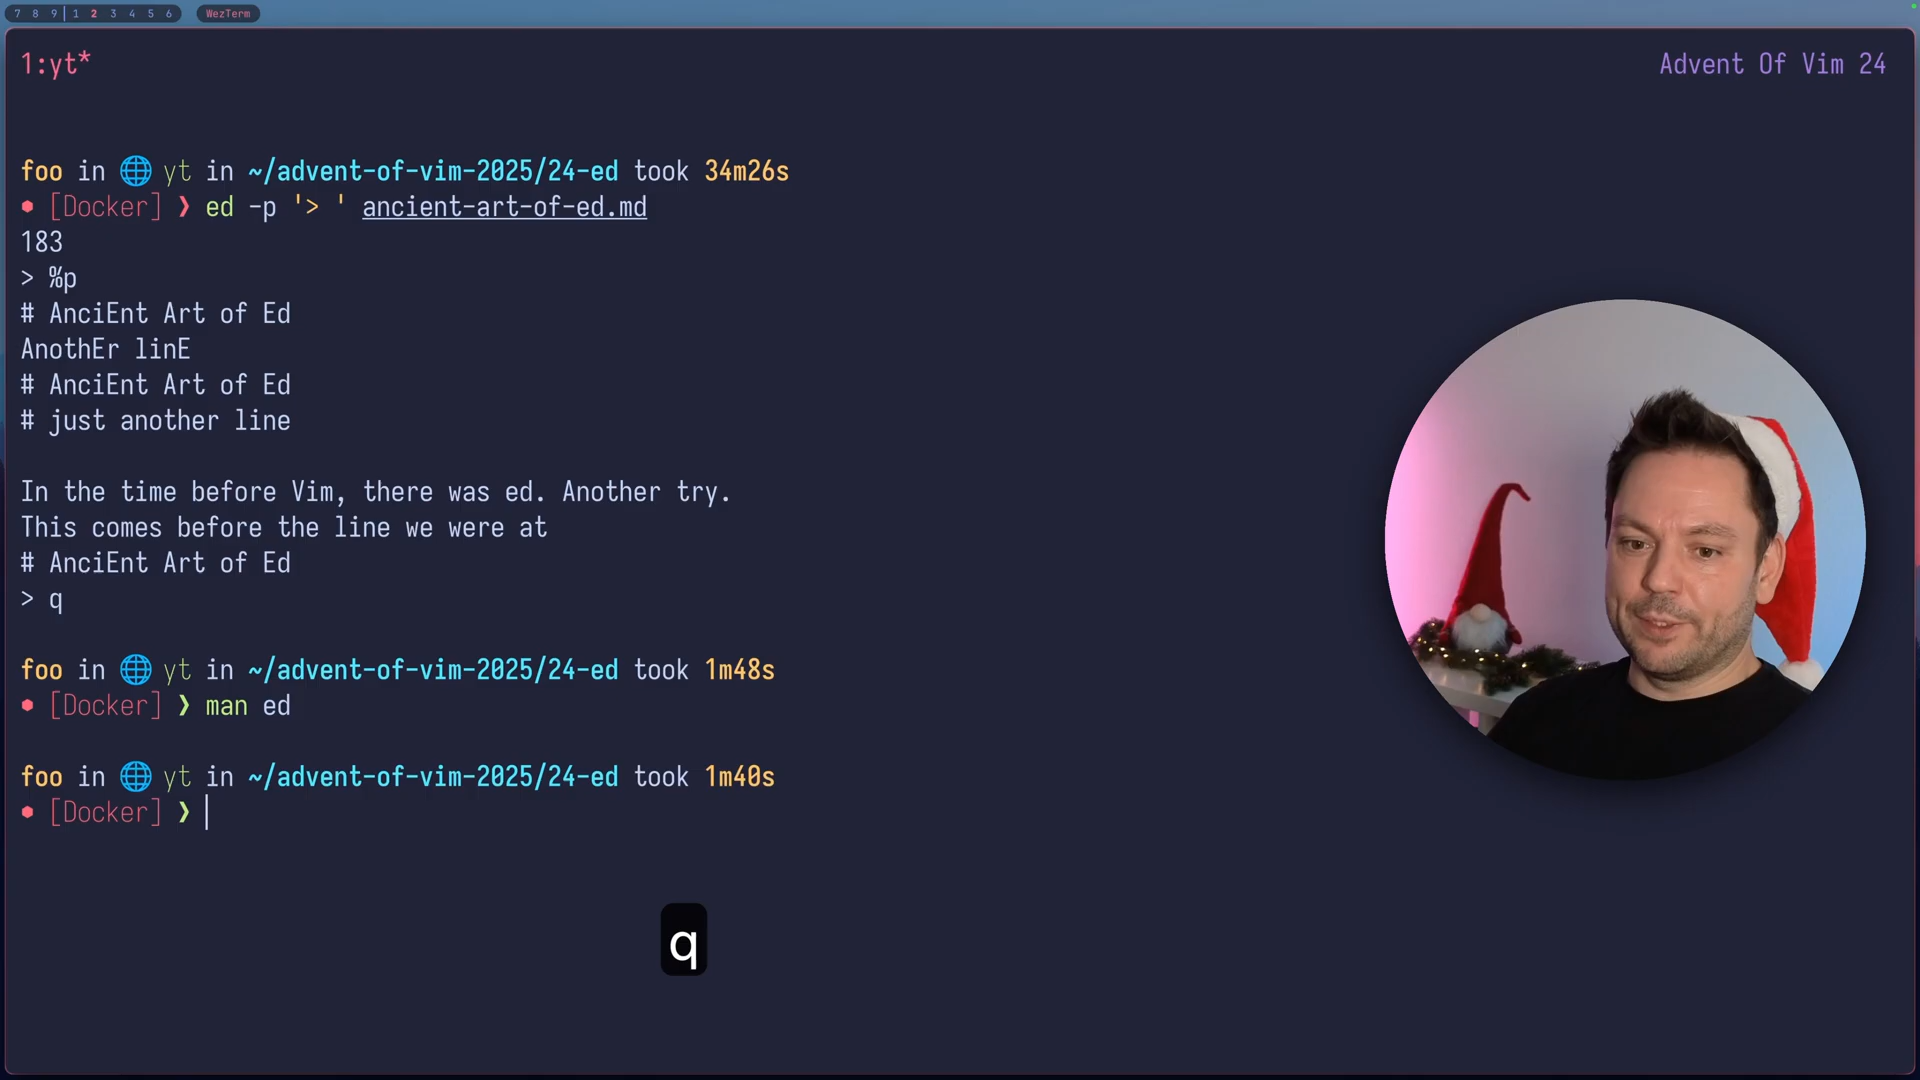 7 8 9 | 1 2 3 4 5 6 WezTerm
1:yt* Advent Of Vim 24
foo in 🌐 yt in ~/advent-of-vim-2025/24-ed took 34m26s
• [Docker] ❯ ed -p '> ' ancient-art-of-ed.md
183
> %p
# AnciEnt Art of Ed
AnothEr linE
# AnciEnt Art of Ed
# just another line
In the time before Vim, there was ed. Another try.
This comes before the line we were at
# AnciEnt Art of Ed
> q
foo in 🌐 yt in ~/advent-of-vim-2025/24-ed took 1m48s
• [Docker] ❯ man ed
foo in 🌐 yt in ~/advent-of-vim-2025/24-ed took 1m40s
• [Docker] ❯
q